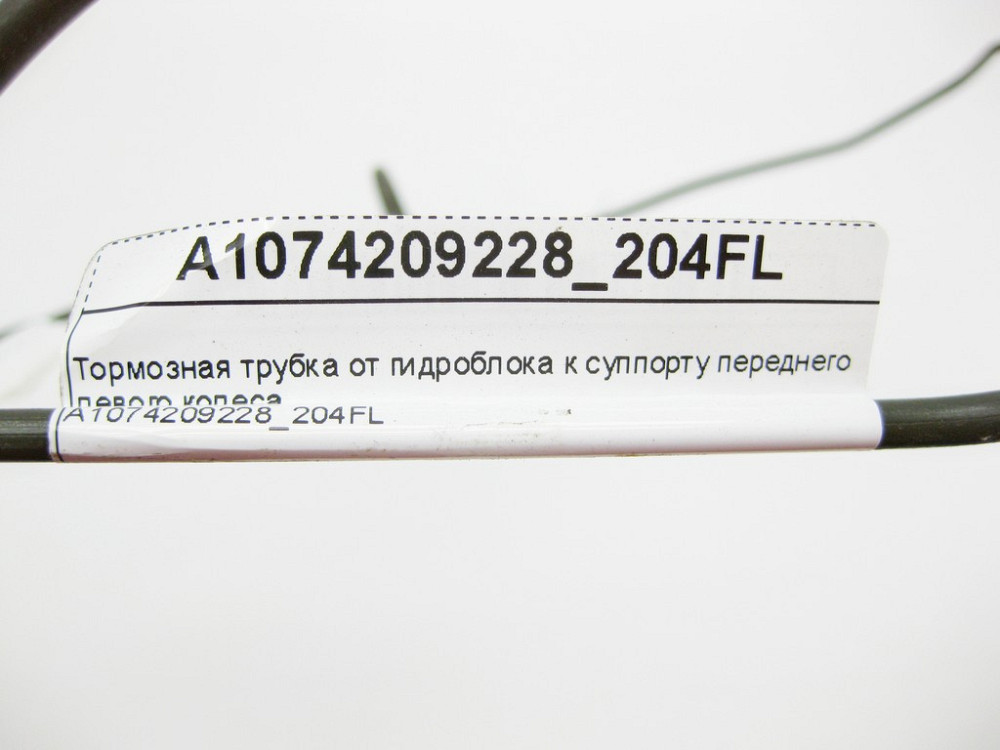 A1074209228_204FL
Тормозная трубка от гидроблока к суппорту переднего
левого колеса
A1074209228_204FL